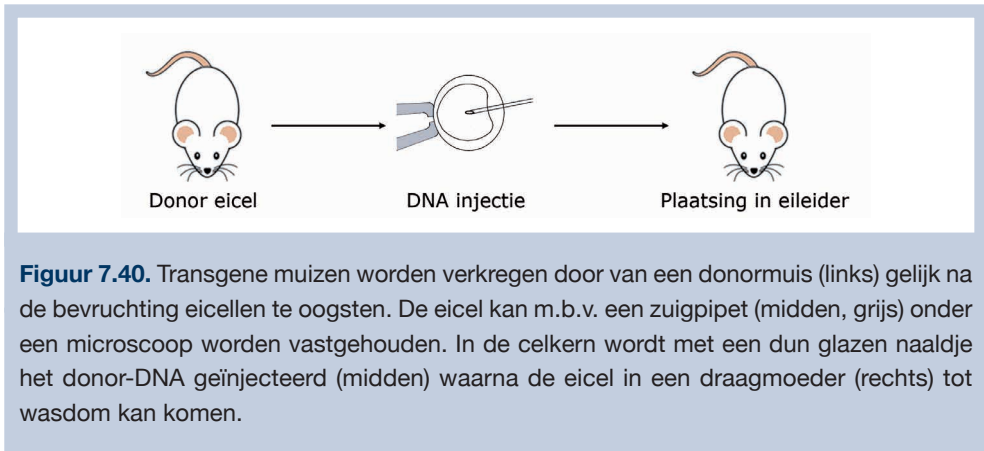 Donor eicel
DNA injectie
Plaatsing in eileider
Figuur 7.40. Transgene muizen worden verkregen door van een donormuis (links) gelijk na
de bevruchting eicellen te oogsten. De eicel kan m.b.v. een zuigpipet (midden, grijs) onder
een microscoop worden vastgehouden. In de celkern wordt met een dun glazen naaldje
het donor-DNA geïnjecteerd (midden) waarna de eicel in een draagmoeder (rechts) tot
wasdom kan komen.